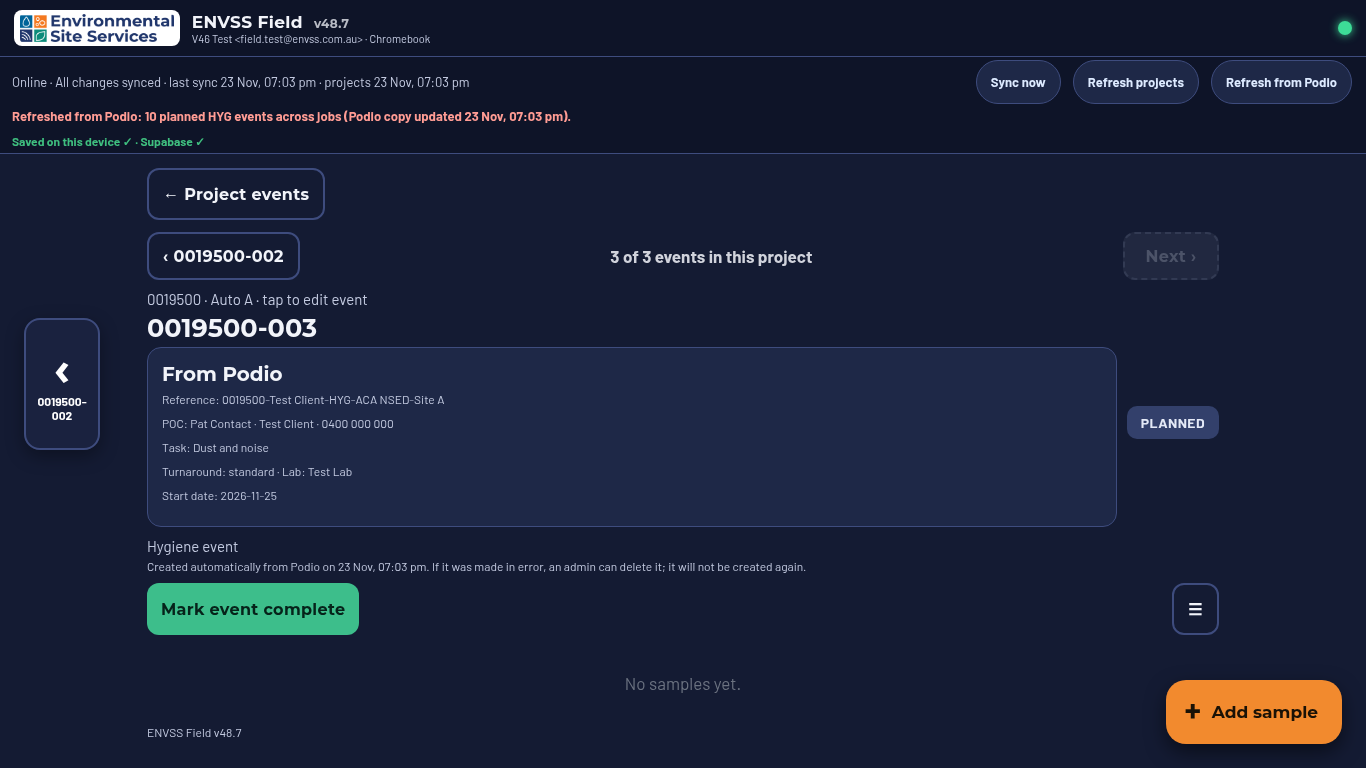 Environmental
Site Services
ENVSS Field v48.7
V46 Test <field.test@envss.com.au> · Chromebook
Online · All changes synced · last sync 23 Nov, 07:03 pm · projects 23 Nov, 07:03 pm
Sync now
Refresh projects
Refresh from Podio
Refreshed from Podio: 10 planned HYG events across jobs (Podio copy updated 23 Nov, 07:03 pm).
Saved on this device ✓ · Supabase ✓
← Project events
‹ 0019500-002
3 of 3 events in this project
Next ›
0019500 · Auto A · tap to edit event
0019500-003
‹
0019500-
002
From Podio
Reference: 0019500-Test Client-HYG-ACA NSED-Site A
POC: Pat Contact · Test Client · 0400 000 000
Task: Dust and noise
Turnaround: standard · Lab: Test Lab
Start date: 2026-11-25
PLANNED
Hygiene event
Created automatically from Podio on 23 Nov, 07:03 pm. If it was made in error, an admin can delete it; it will not be created again.
Mark event complete
☰
No samples yet.
+ Add sample
ENVSS Field v48.7